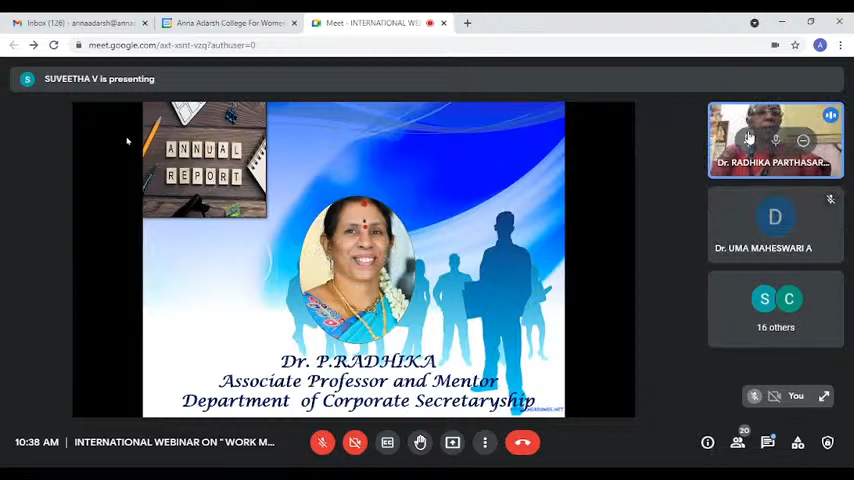 Inbox (126) - annaadarsh@anna
Anna Adarsh College For Women
Meet - INTERNATIONAL WE
meet.google.com/axt-xsnt-vzq?authuser=0
A
S
SUVEETHA V is presenting
ANNUAL
REPORT
Dr. P.RADHIKA
Associate Professor and Mentor
Department of Corporate Secretaryship
Dr. RADHIKA PARTHASAR...
D
Dr. UMA MAHESWARI A
S C
16 others
You
10:38 AM | INTERNATIONAL WEBINAR ON "WORK M...
20